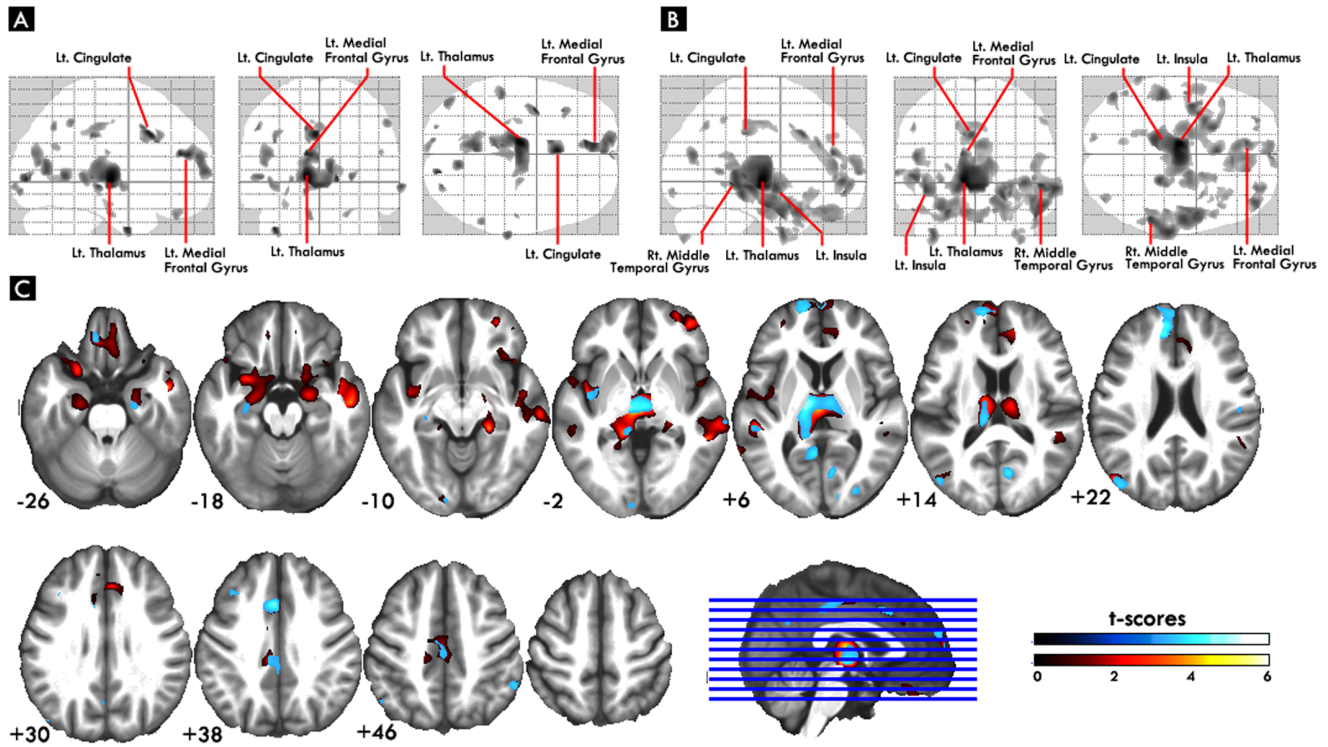 A
B
Lt. Cingulate
Lt. Cingulate
Lt. Medial
Frontal Gyrus
Lt. Thalamus
Lt. Medial
Frontal Gyrus
Lt. Thalamus
Lt. Medial
Frontal Gyrus
Lt. Thalamus
Lt. Cingulate
Lt. Cingulate
Lt. Medial
Frontal Gyrus
Lt. Cingulate
Lt. Medial
Frontal Gyrus
Lt. Cingulate
Lt. Insula
Lt. Thalamus
Rt. Middle
Temporal Gyrus
Lt. Thalamus
Lt. Insula
Lt. Insula
Lt. Thalamus
Rt. Middle
Temporal Gyrus
Rt. Middle
Temporal Gyrus
Lt. Medial
Frontal Gyrus
C
-26
-18
-10
-2
+6
+14
+22
+30
+38
+46
t-scores
0 2 4 6